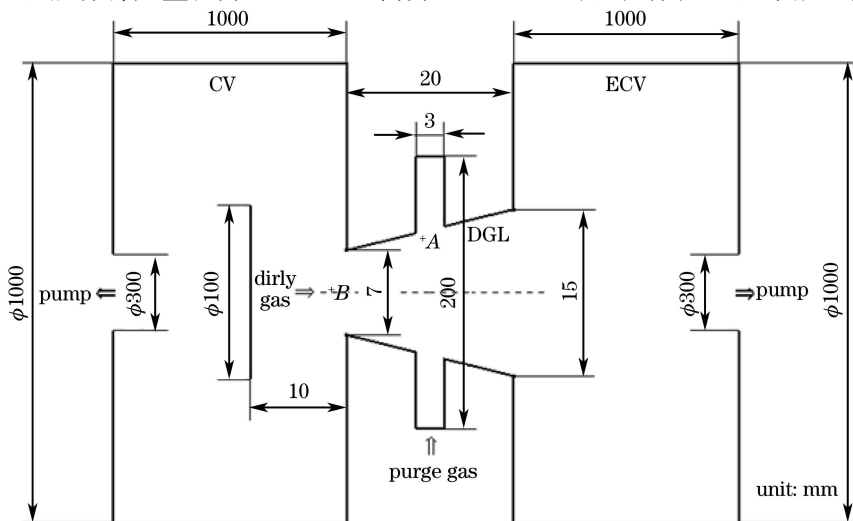 1000
1000
CV
ECV
20
3
+A
DGL
dirly
gas
+B
pump
pump
ϕ1000
ϕ300
ϕ100
7
200
15
ϕ300
ϕ1000
10
purge gas
unit: mm